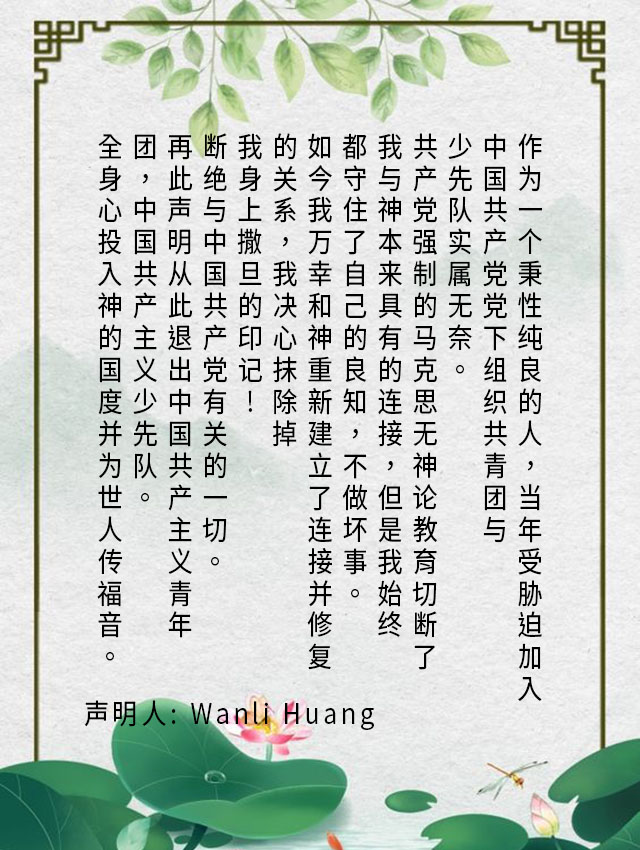 作为一个秉性纯良的人，当年受胁迫加入
中国共产党党下组织共青团与
少先队实属无奈。
共产党强制的马克思无神论教育切断了
我与神本来具有的连接，但是我始终
都守住了自己的良知，不做坏事。
如今我万幸和神重新建立了连接并修复
的关系，我决心抹除掉
我身上撒旦的印记！
断绝与中国共产党有关的一切。
再此声明从此退出中国共产主义青年
团，中国共产主义少先队。
全身心投入神的国度并为世人传福音。
声明人: Wanli Huang